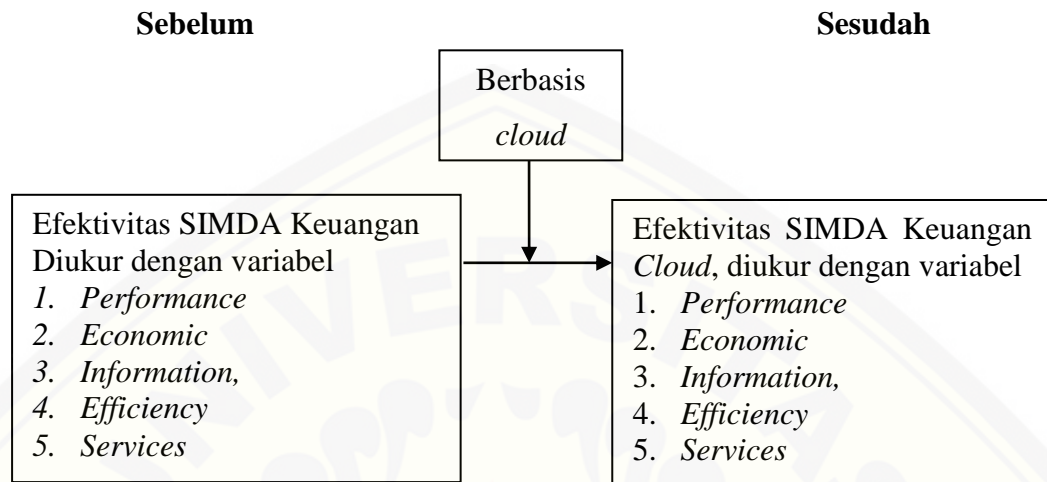 Sebelum
Sesudah
Berbasis
cloud
Efektivitas SIMDA Keuangan
Diukur dengan variabel
1. Performance
2. Economic
3. Information,
4. Efficiency
5. Services
Efektivitas SIMDA Keuangan
Cloud, diukur dengan variabel
1. Performance
2. Economic
3. Information,
4. Efficiency
5. Services